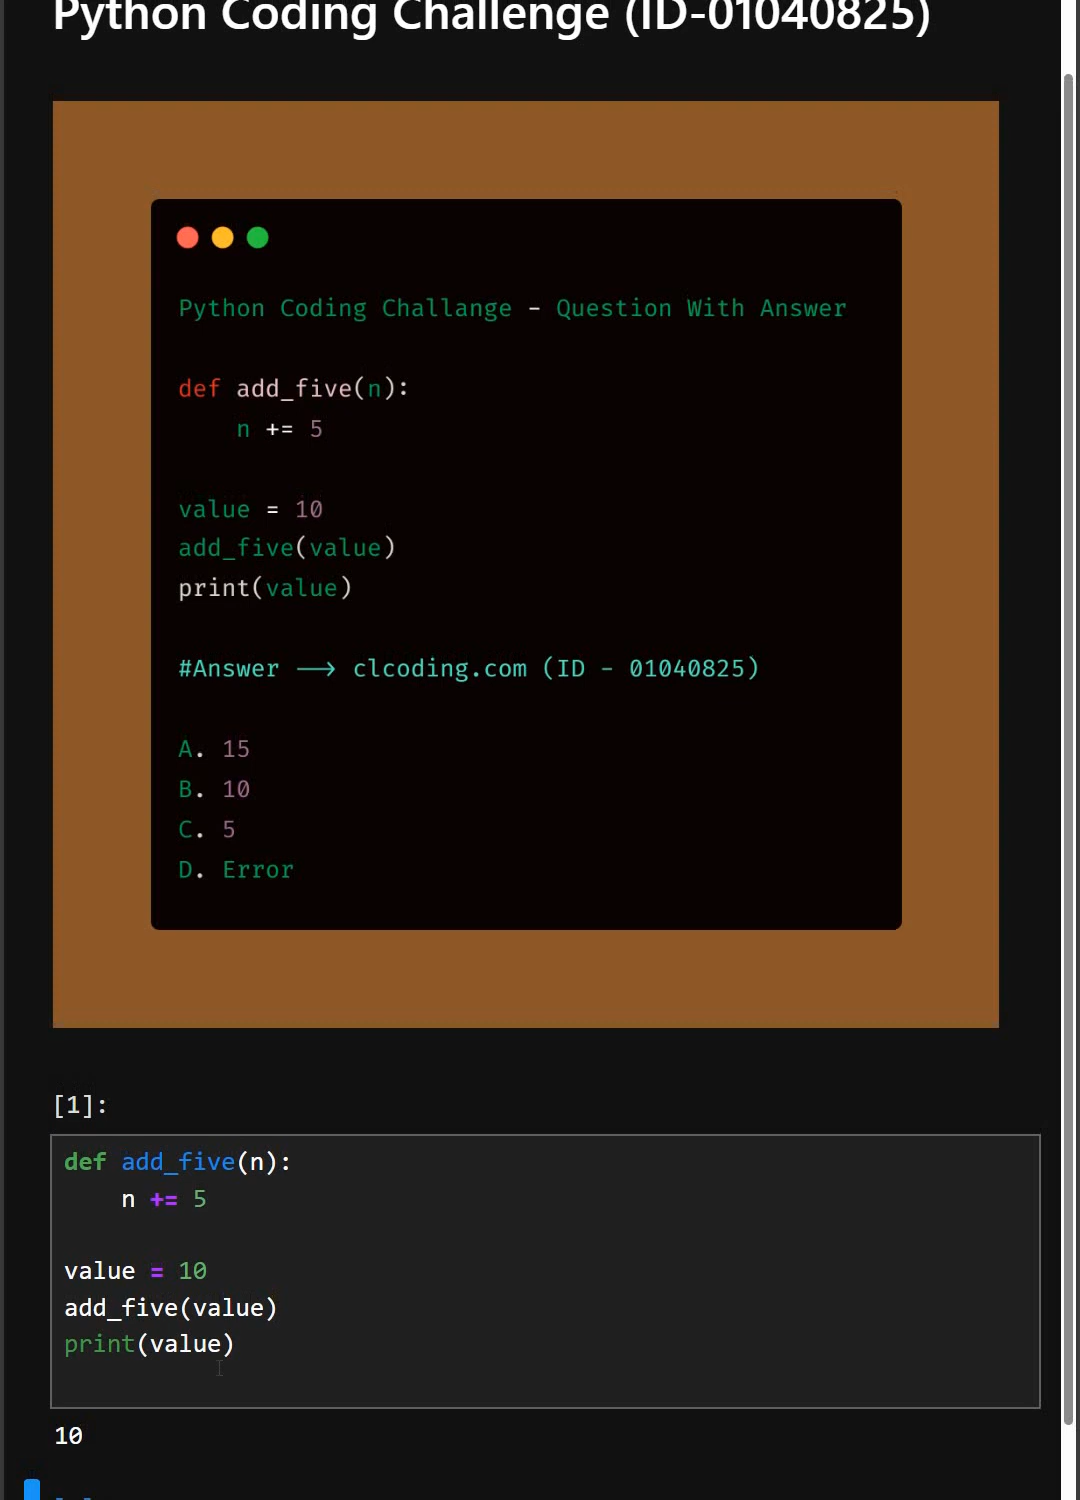 Python Coding Challenge (ID-01040825)
Python Coding Challange - Question With Answer
def add_five(n):
    n += 5
value = 10
add_five(value)
print(value)
#Answer ⟶ clcoding.com (ID - 01040825)
A. 15
B. 10
C. 5
D. Error
[1]:
def add_five(n):
    n += 5
value = 10
add_five(value)
print(value)
10